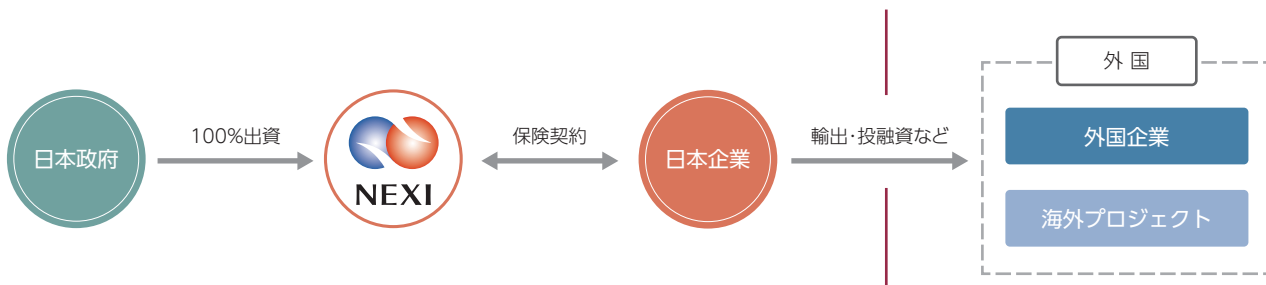 日本政府
100%出資
NEXI
保険契約
日本企業
輸出・投融資など
外国
外国企業
海外プロジェクト